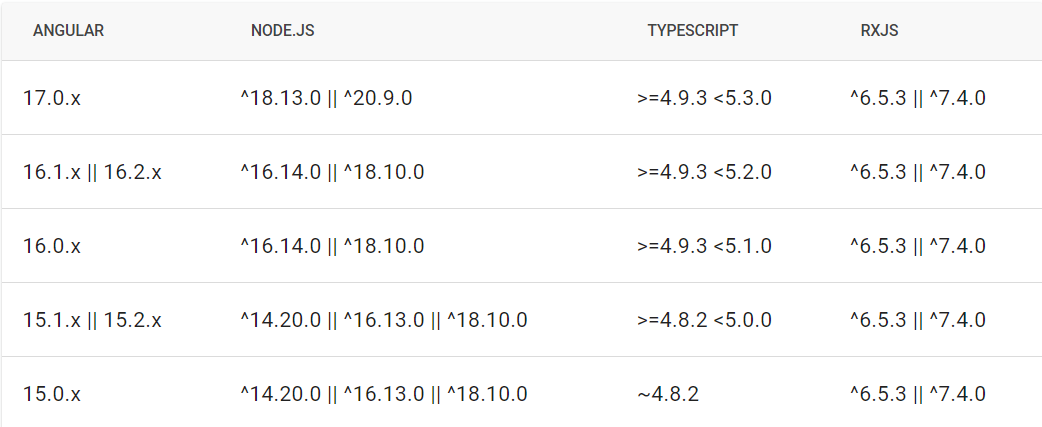 ANGULAR NODE.JS TYPESCRIPT RXJS
17.0.x ^18.13.0 || ^20.9.0 >=4.9.3 <5.3.0 ^6.5.3 || ^7.4.0
16.1.x || 16.2.x ^16.14.0 || ^18.10.0 >=4.9.3 <5.2.0 ^6.5.3 || ^7.4.0
16.0.x ^16.14.0 || ^18.10.0 >=4.9.3 <5.1.0 ^6.5.3 || ^7.4.0
15.1.x || 15.2.x ^14.20.0 || ^16.13.0 || ^18.10.0 >=4.8.2 <5.0.0 ^6.5.3 || ^7.4.0
15.0.x ^14.20.0 || ^16.13.0 || ^18.10.0 ~4.8.2 ^6.5.3 || ^7.4.0